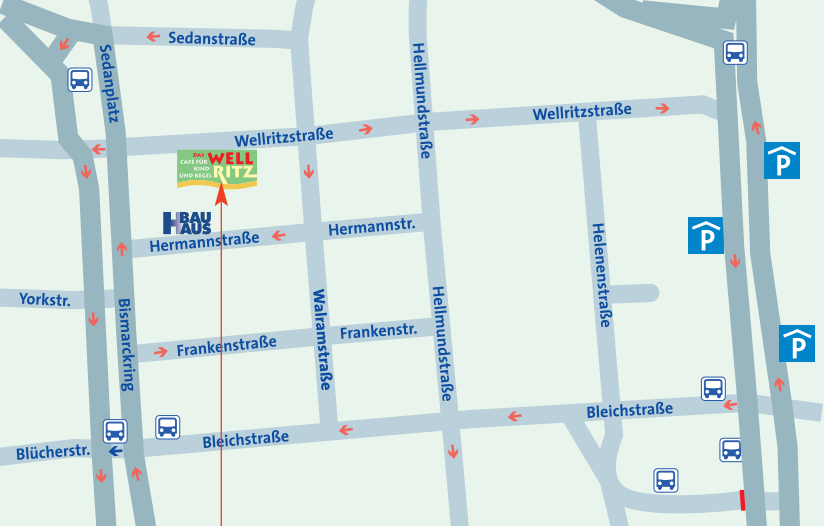 Sedanstraße
Sedanplatz
Hellmundstraße
Wellritzstraße
Wellritzstraße
DAS
WELL
RITZ
CAFÉ FÜR
KIND
UND KEGEL
P
BAU
HAUS
Hermannstraße
Hermannstr.
Helenenstraße
P
Yorkstr.
Bismarckring
Walramstraße
Hellmundstraße
Frankenstraße
Frankenstr.
P
Bleichstraße
Bleichstraße
Blücherstr.